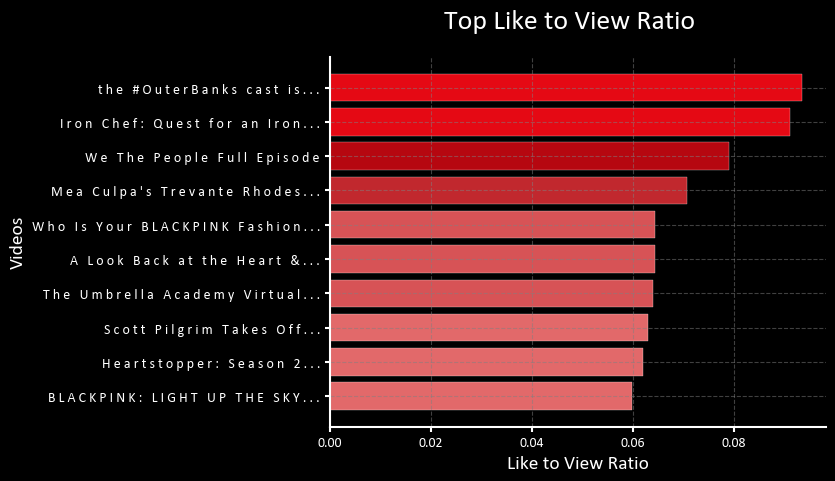 Top Like to View Ratio
the #OuterBanks cast is...
Iron Chef: Quest for an Iron...
We The People Full Episode
Mea Culpa's Trevante Rhodes...
Who Is Your BLACKPINK Fashion...
A Look Back at the Heart &...
The Umbrella Academy Virtual...
Scott Pilgrim Takes Off...
Heartstopper: Season 2...
BLACKPINK: LIGHT UP THE SKY...
Videos
0.00 0.02 0.04 0.06 0.08
Like to View Ratio